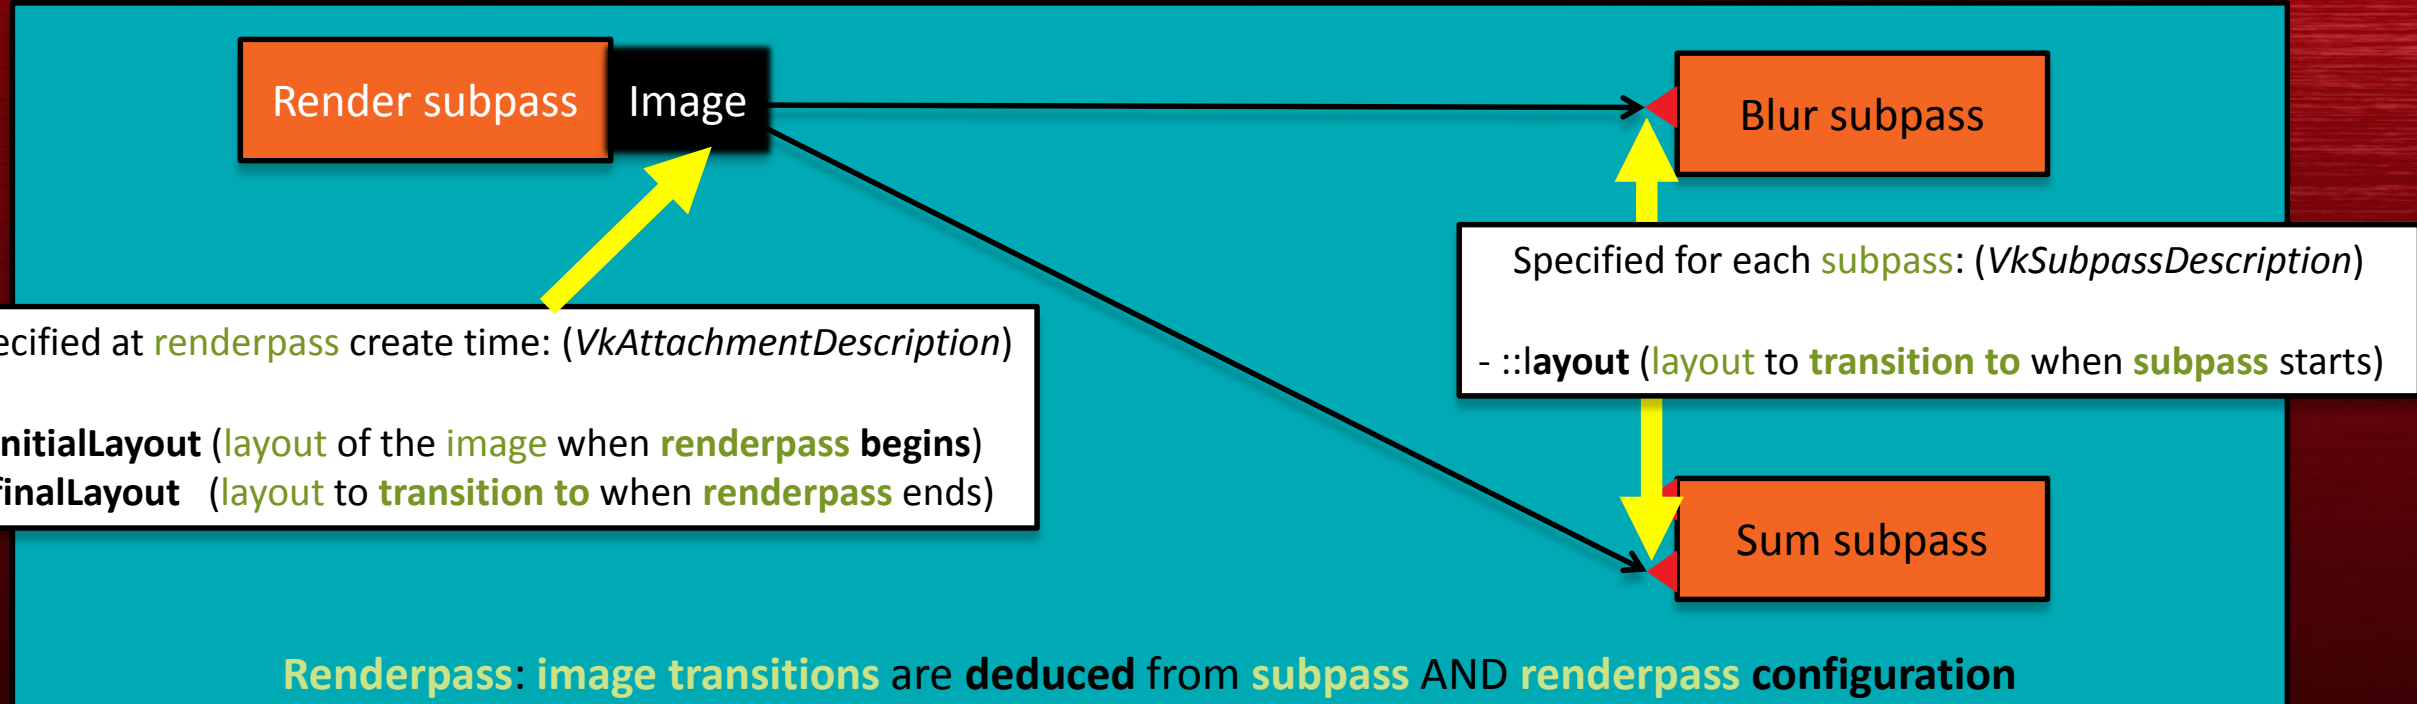 Render subpass
Image
Blur subpass
Specified for each subpass: (VkSubpassDescription)
- ::layout (layout to transition to when subpass starts)
ecified at renderpass create time: (VkAttachmentDescription)
nitialLayout (layout of the image when renderpass begins)
finalLayout (layout to transition to when renderpass ends)
Sum subpass
Renderpass: image transitions are deduced from subpass AND renderpass configuration